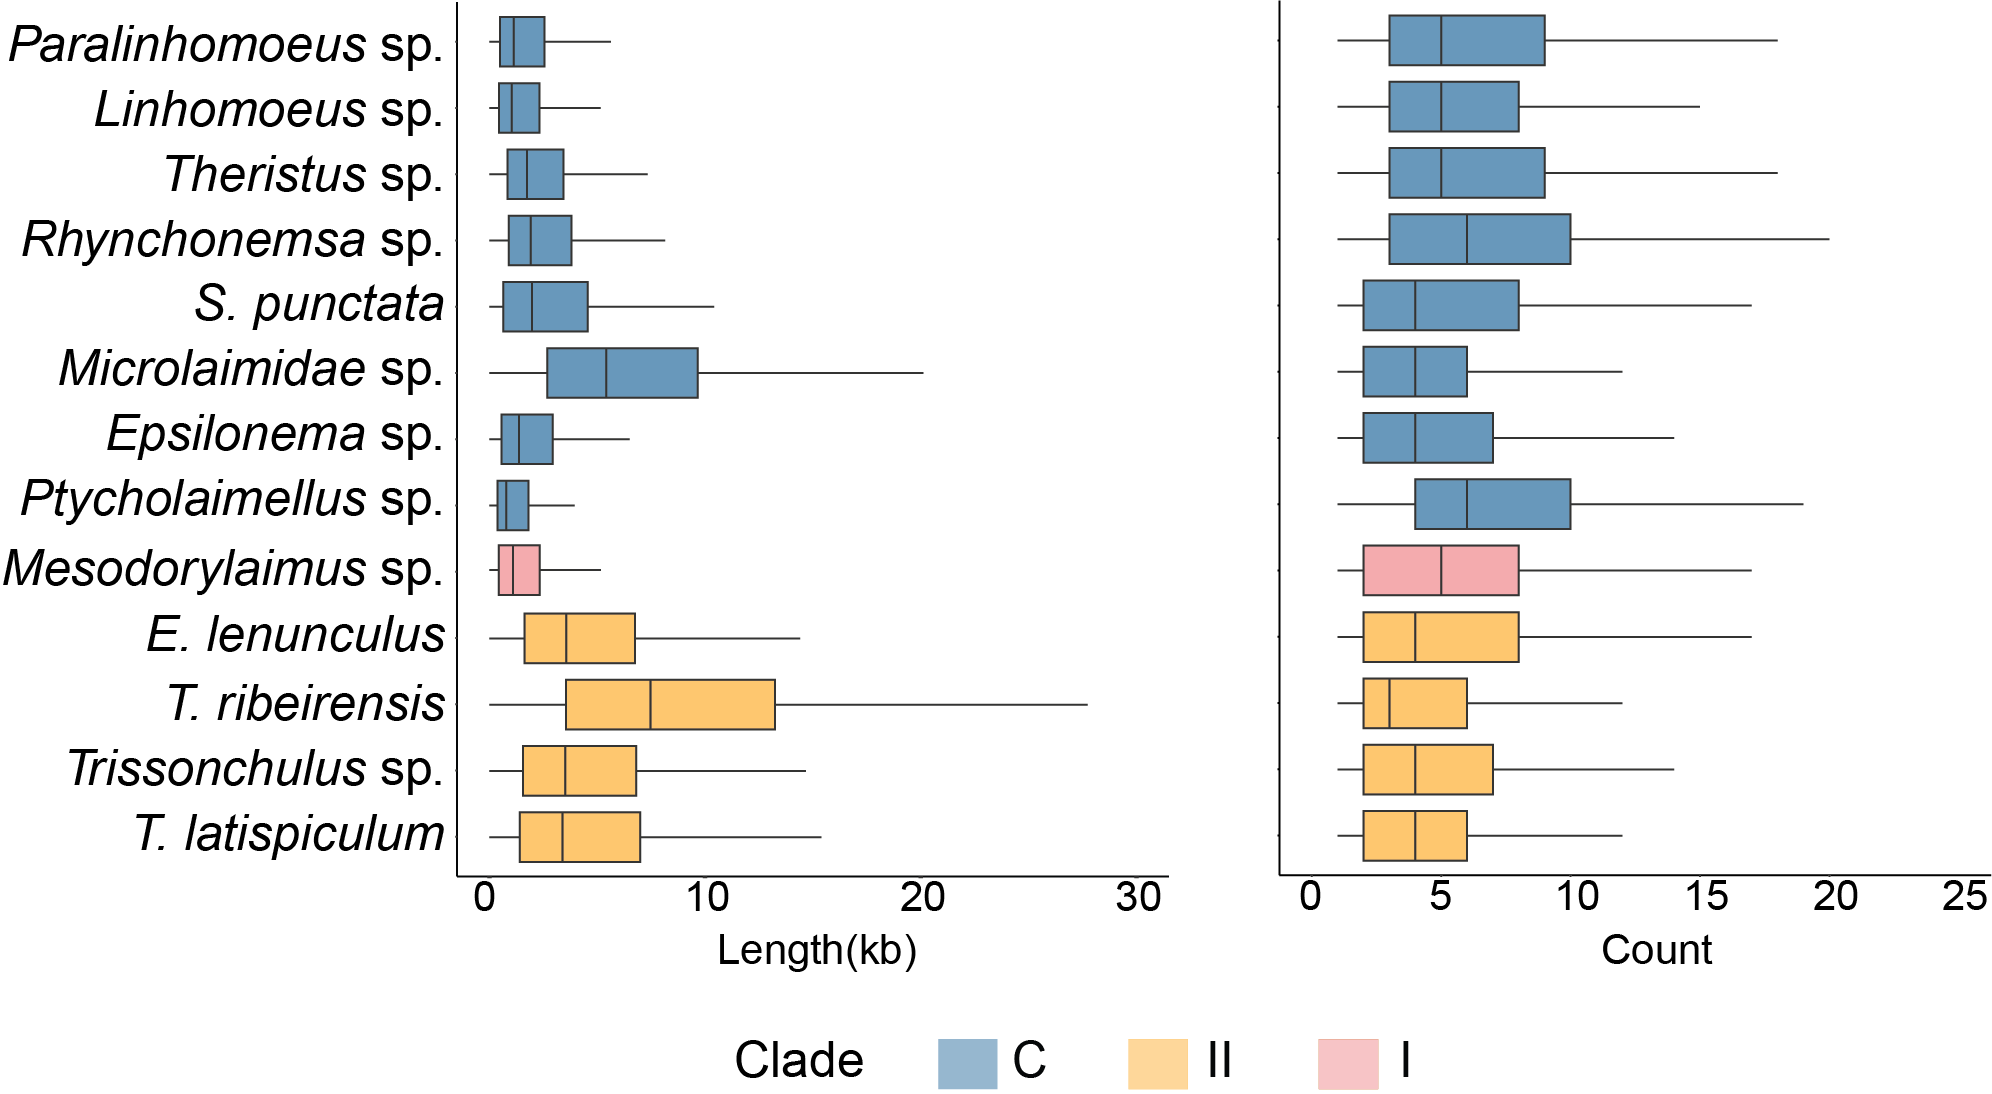 Paralinhomoeus sp.
Linhomoeus sp.
Theristus sp.
Rhynchonemsa sp.
S. punctata
Microlaimidae sp.
Epsilonema sp.
Ptycholaimellus sp.
Mesodorylaimus sp.
E. lenunculus
T. ribeirensis
Trissonchulus sp.
T. latispiculum
0 10 20 30
Length(kb)
0 5 10 15 20 25
Count
Clade C II I